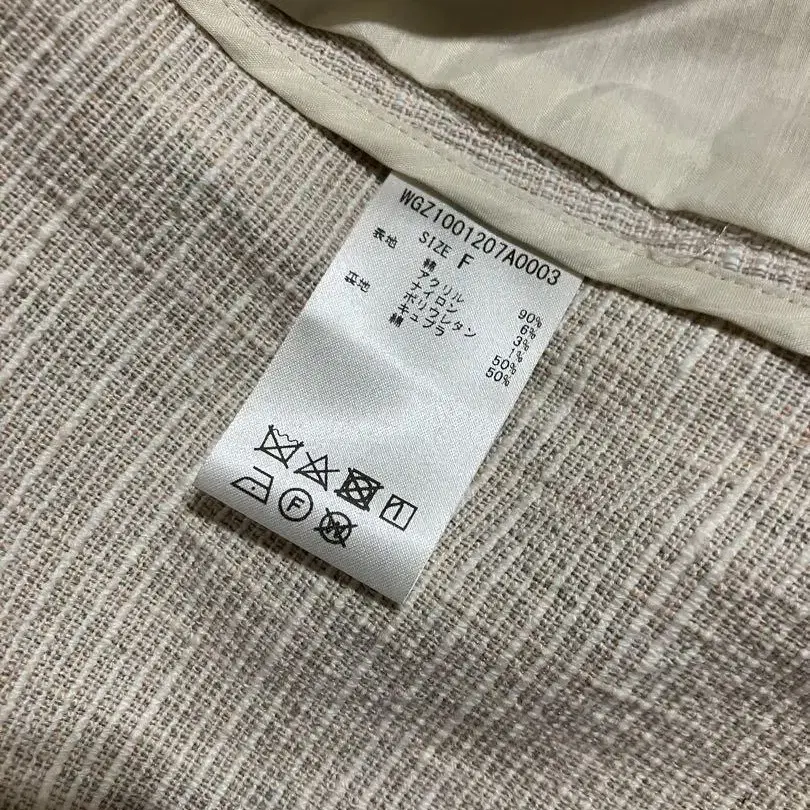 WGZ1001207A0003
SIZE F
表地 綿 90%
アクリル 6%
ナイロン 3%
ポリウレタン 1%
裏地 キュプラ 50%
綿 50%
F W